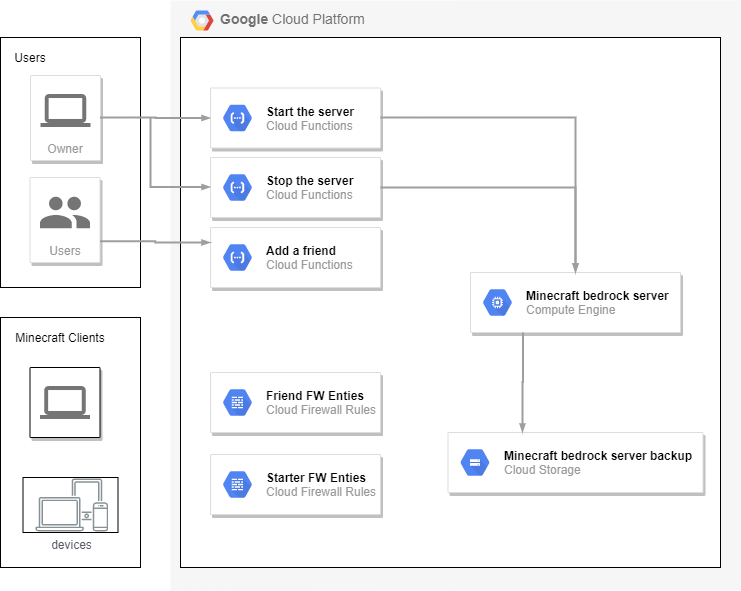 Google Cloud Platform
Users
Owner
Users
Start the server
Cloud Functions
Stop the server
Cloud Functions
Add a friend
Cloud Functions
Minecraft bedrock server
Compute Engine
Minecraft Clients
devices
Friend FW Enties
Cloud Firewall Rules
Starter FW Enties
Cloud Firewall Rules
Minecraft bedrock server backup
Cloud Storage